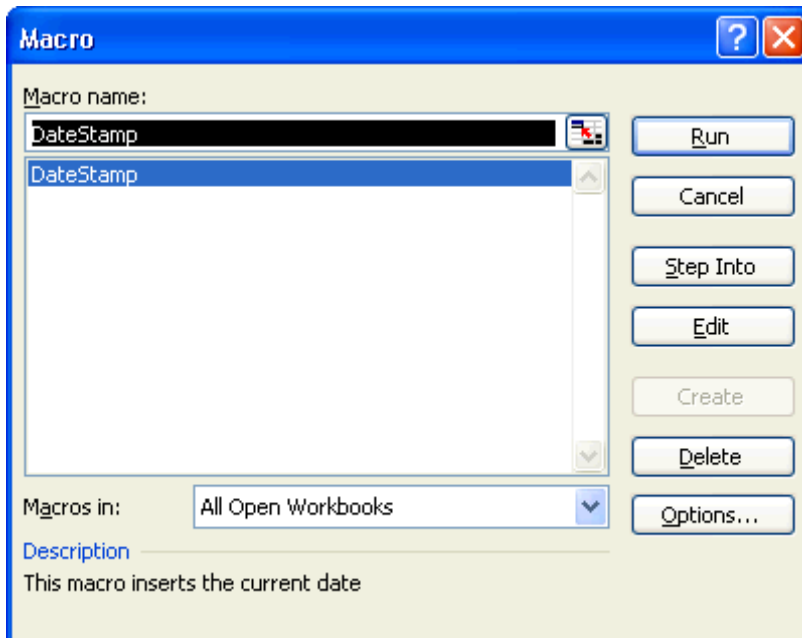 Macro
?
Macro name:
DateStamp
DateStamp
Run
Cancel
Step Into
Edit
Create
Delete
Options...
Macros in: All Open Workbooks
Description
This macro inserts the current date